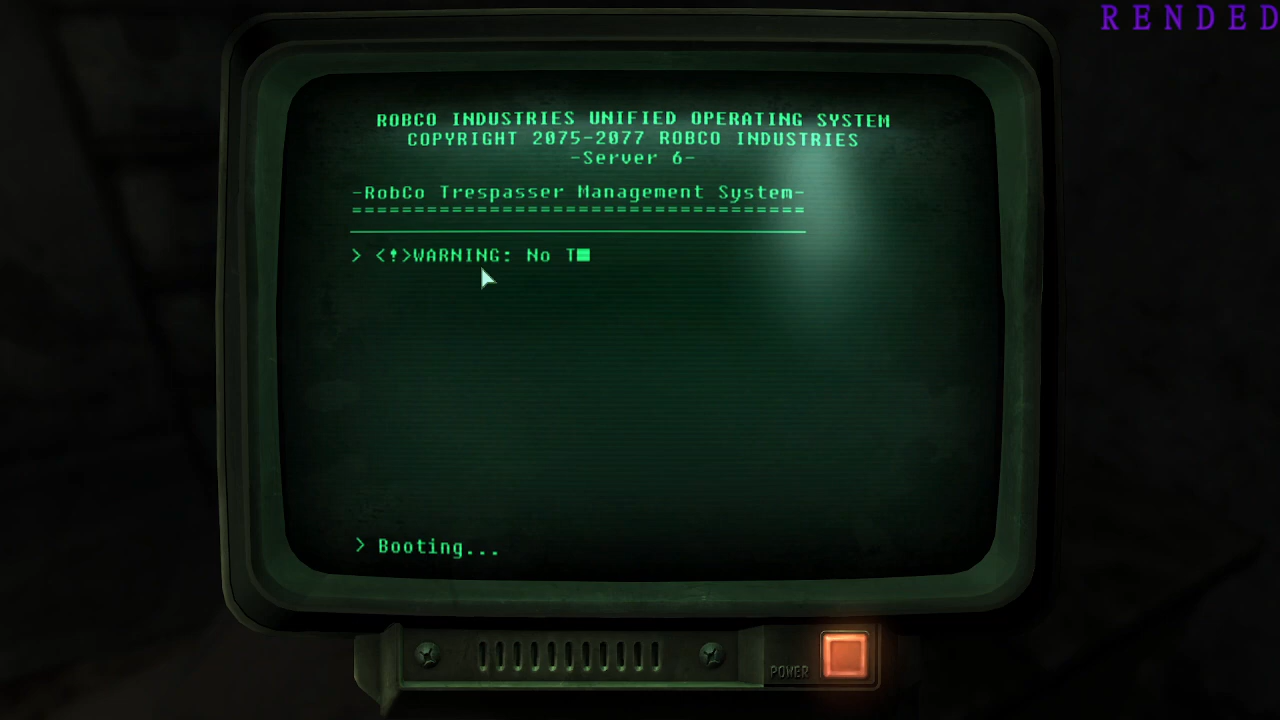 RENDED
ROBCO INDUSTRIES UNIFIED OPERATING SYSTEM
COPYRIGHT 2075-2077 ROBCO INDUSTRIES
-Server 6-
-RobCo Trespasser Management System-
====================================
> <!>WARNING: No T
> Booting...
POWER